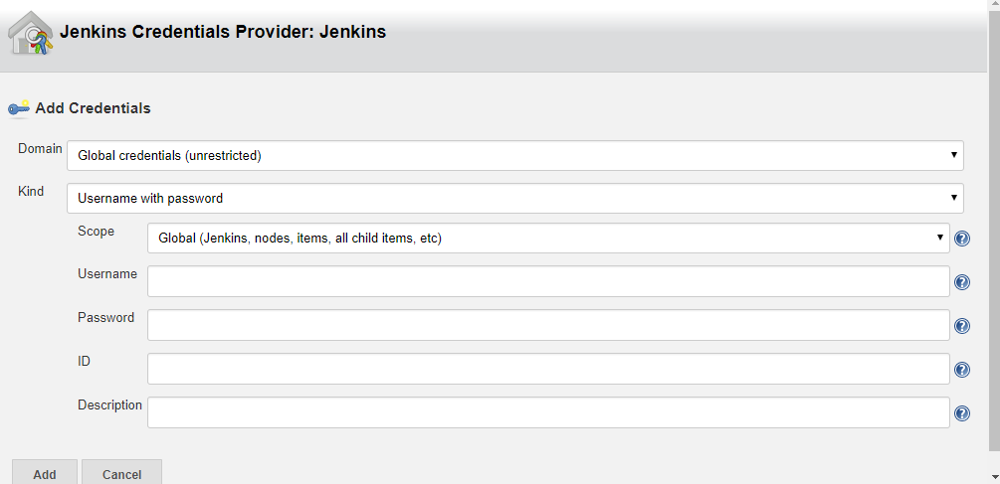 Jenkins Credentials Provider: Jenkins
Add Credentials
Domain
Global credentials (unrestricted)
Kind
Username with password
Scope
Global (Jenkins, nodes, items, all child items, etc)
Username
Password
ID
Description
Add
Cancel